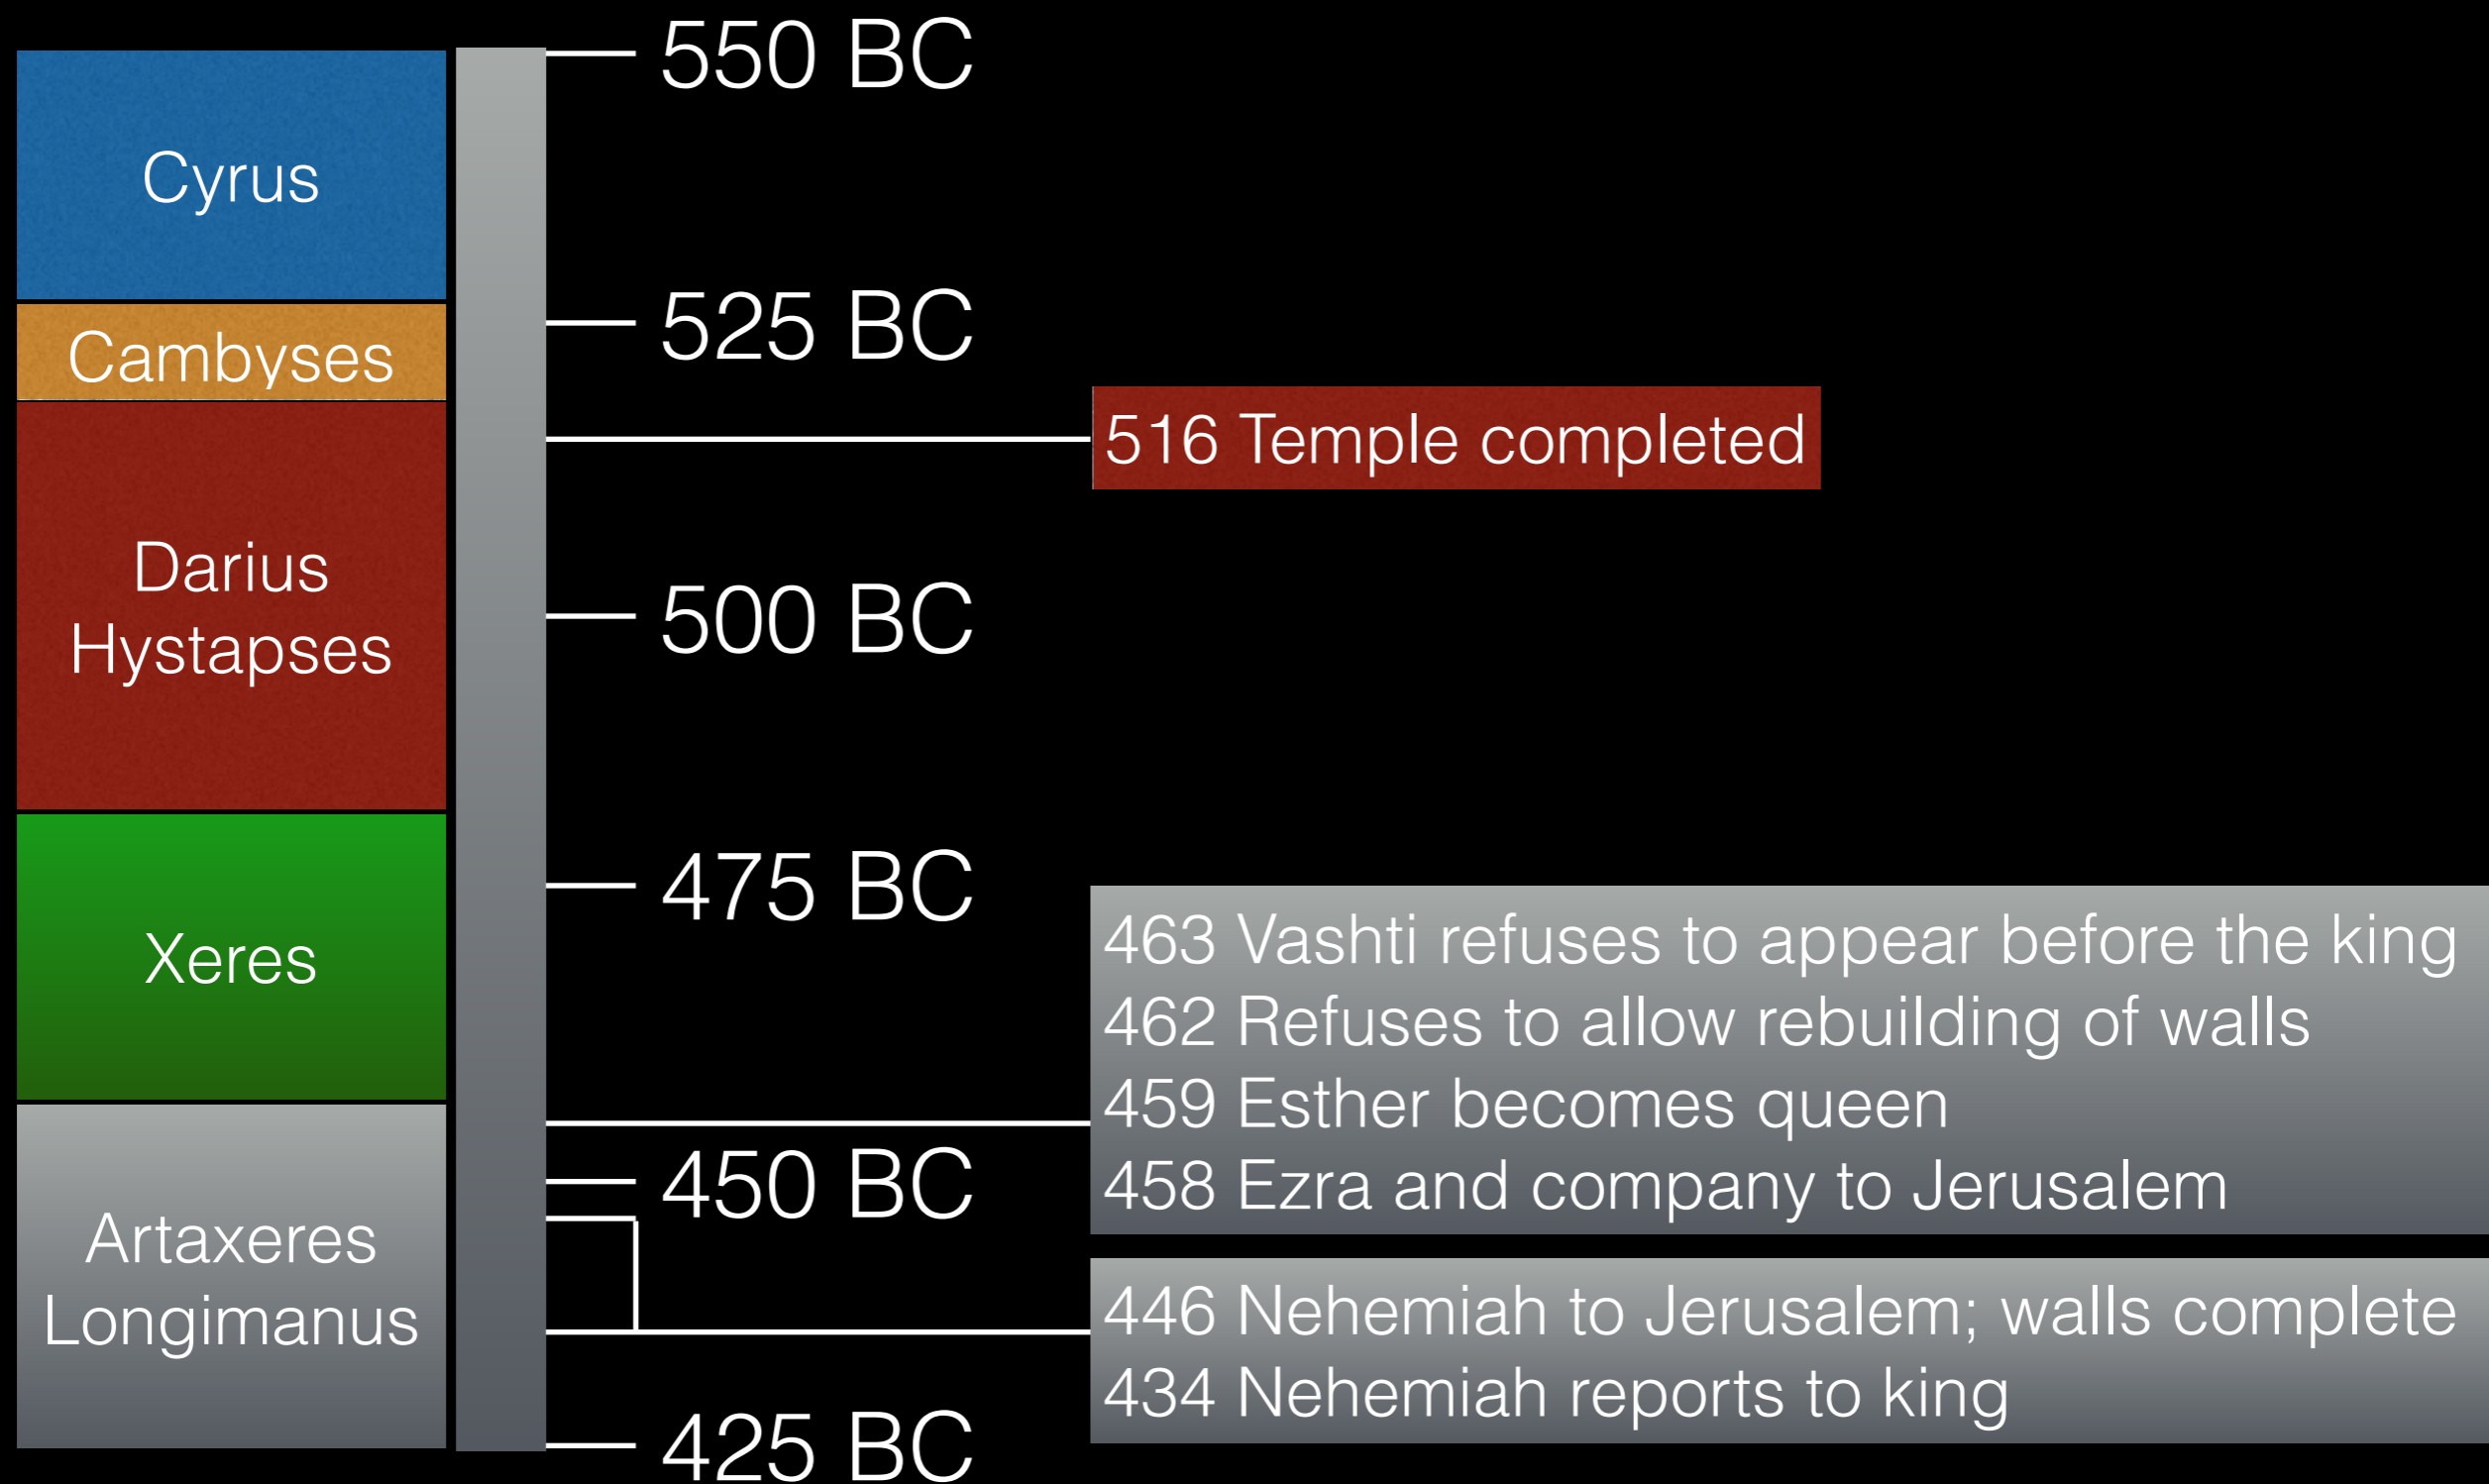 Cyrus
Cambyses
Darius
Hystapses
Xeres
Artaxeres
Longimanus
550 BC
525 BC
500 BC
475 BC
450 BC
425 BC
516 Temple completed
463 Vashti refuses to appear before the king
462 Refuses to allow rebuilding of walls
459 Esther becomes queen
458 Ezra and company to Jerusalem
446 Nehemiah to Jerusalem; walls complete
434 Nehemiah reports to king